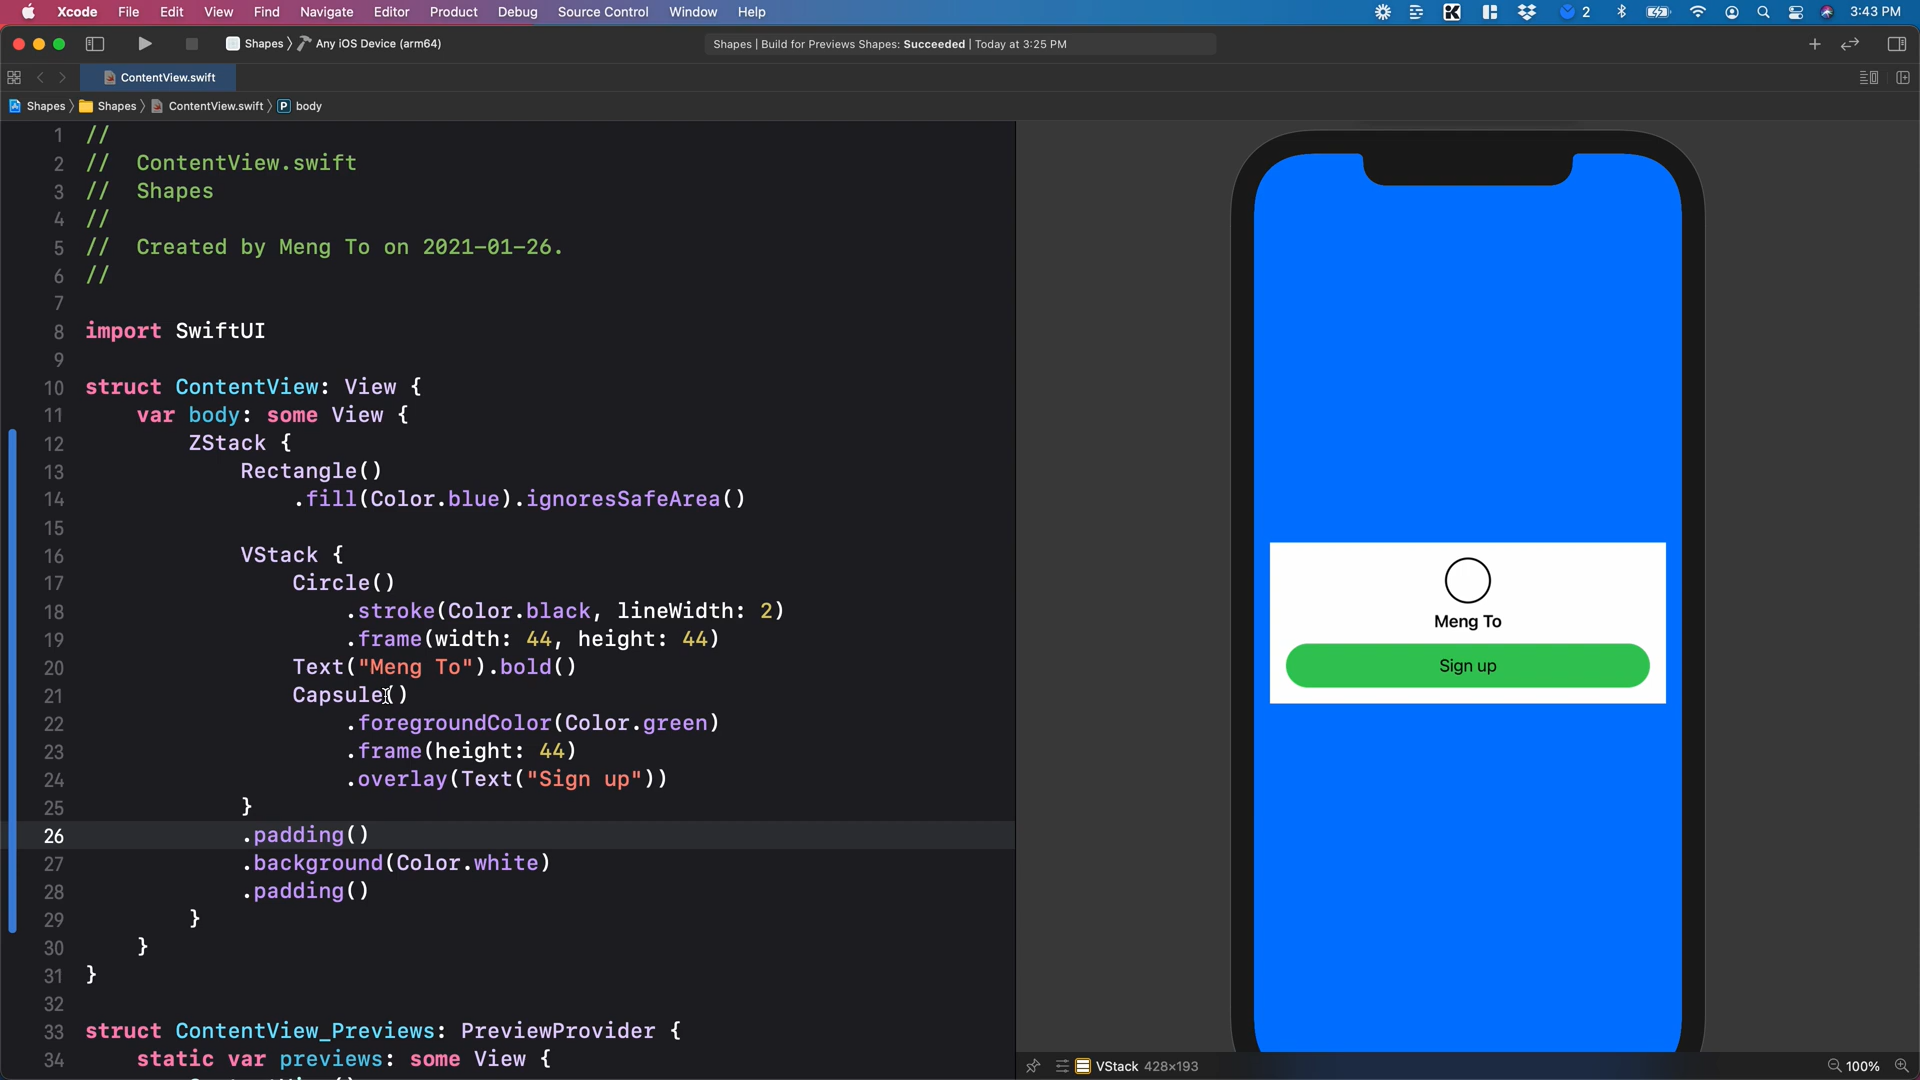 Xcode File Edit View Find Navigate Editor Product Debug Source Control Window Help 2 3:43 PM
Shapes Any iOS Device (arm64) Shapes | Build for Previews Shapes: Succeeded | Today at 3:25 PM
ContentView.swift
Shapes Shapes ContentView.swift P body
1 //
2 //  ContentView.swift
3 //  Shapes
4 //
5 //  Created by Meng To on 2021-01-26.
6 //
7
8 import SwiftUI
9
10 struct ContentView: View {
11 var body: some View {
12 ZStack {
13 Rectangle()
14 .fill(Color.blue).ignoresSafeArea()
15
16 VStack {
17 Circle()
18 .stroke(Color.black, lineWidth: 2)
19 .frame(width: 44, height: 44)
20 Text("Meng To").bold()
21 Capsule()
22 .foregroundColor(Color.green)
23 .frame(height: 44)
24 .overlay(Text("Sign up"))
25 }
26 .padding()
27 .background(Color.white)
28 .padding()
29 }
30 }
31 }
32
33 struct ContentView_Previews: PreviewProvider {
34 static var previews: some View {
Meng To
Sign up
VStack 428×193 100%